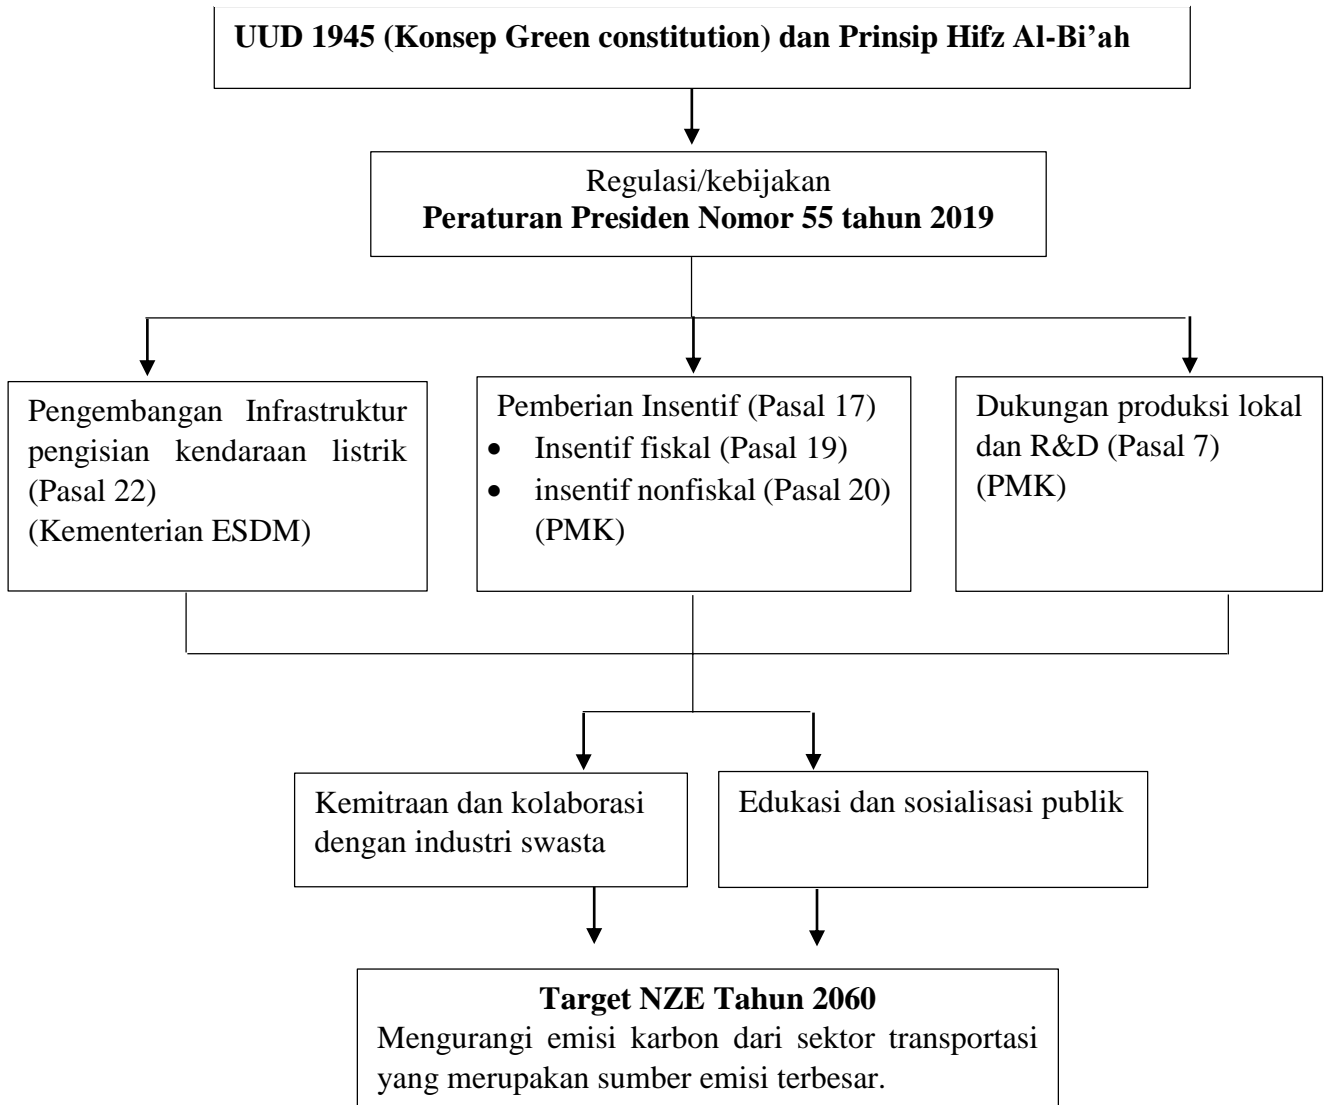 UUD 1945 (Konsep Green constitution) dan Prinsip Hifz Al-Bi’ah
Regulasi/kebijakan
Peraturan Presiden Nomor 55 tahun 2019
Pengembangan Infrastruktur
pengisian kendaraan listrik
(Pasal 22)
(Kementerian ESDM)
Pemberian Insentif (Pasal 17)
• Insentif fiskal (Pasal 19)
• insentif nonfiskal (Pasal 20)
(PMK)
Dukungan produksi lokal
dan R&D (Pasal 7)
(PMK)
Kemitraan dan kolaborasi
dengan industri swasta
Edukasi dan sosialisasi publik
Target NZE Tahun 2060
Mengurangi emisi karbon dari sektor transportasi
yang merupakan sumber emisi terbesar.